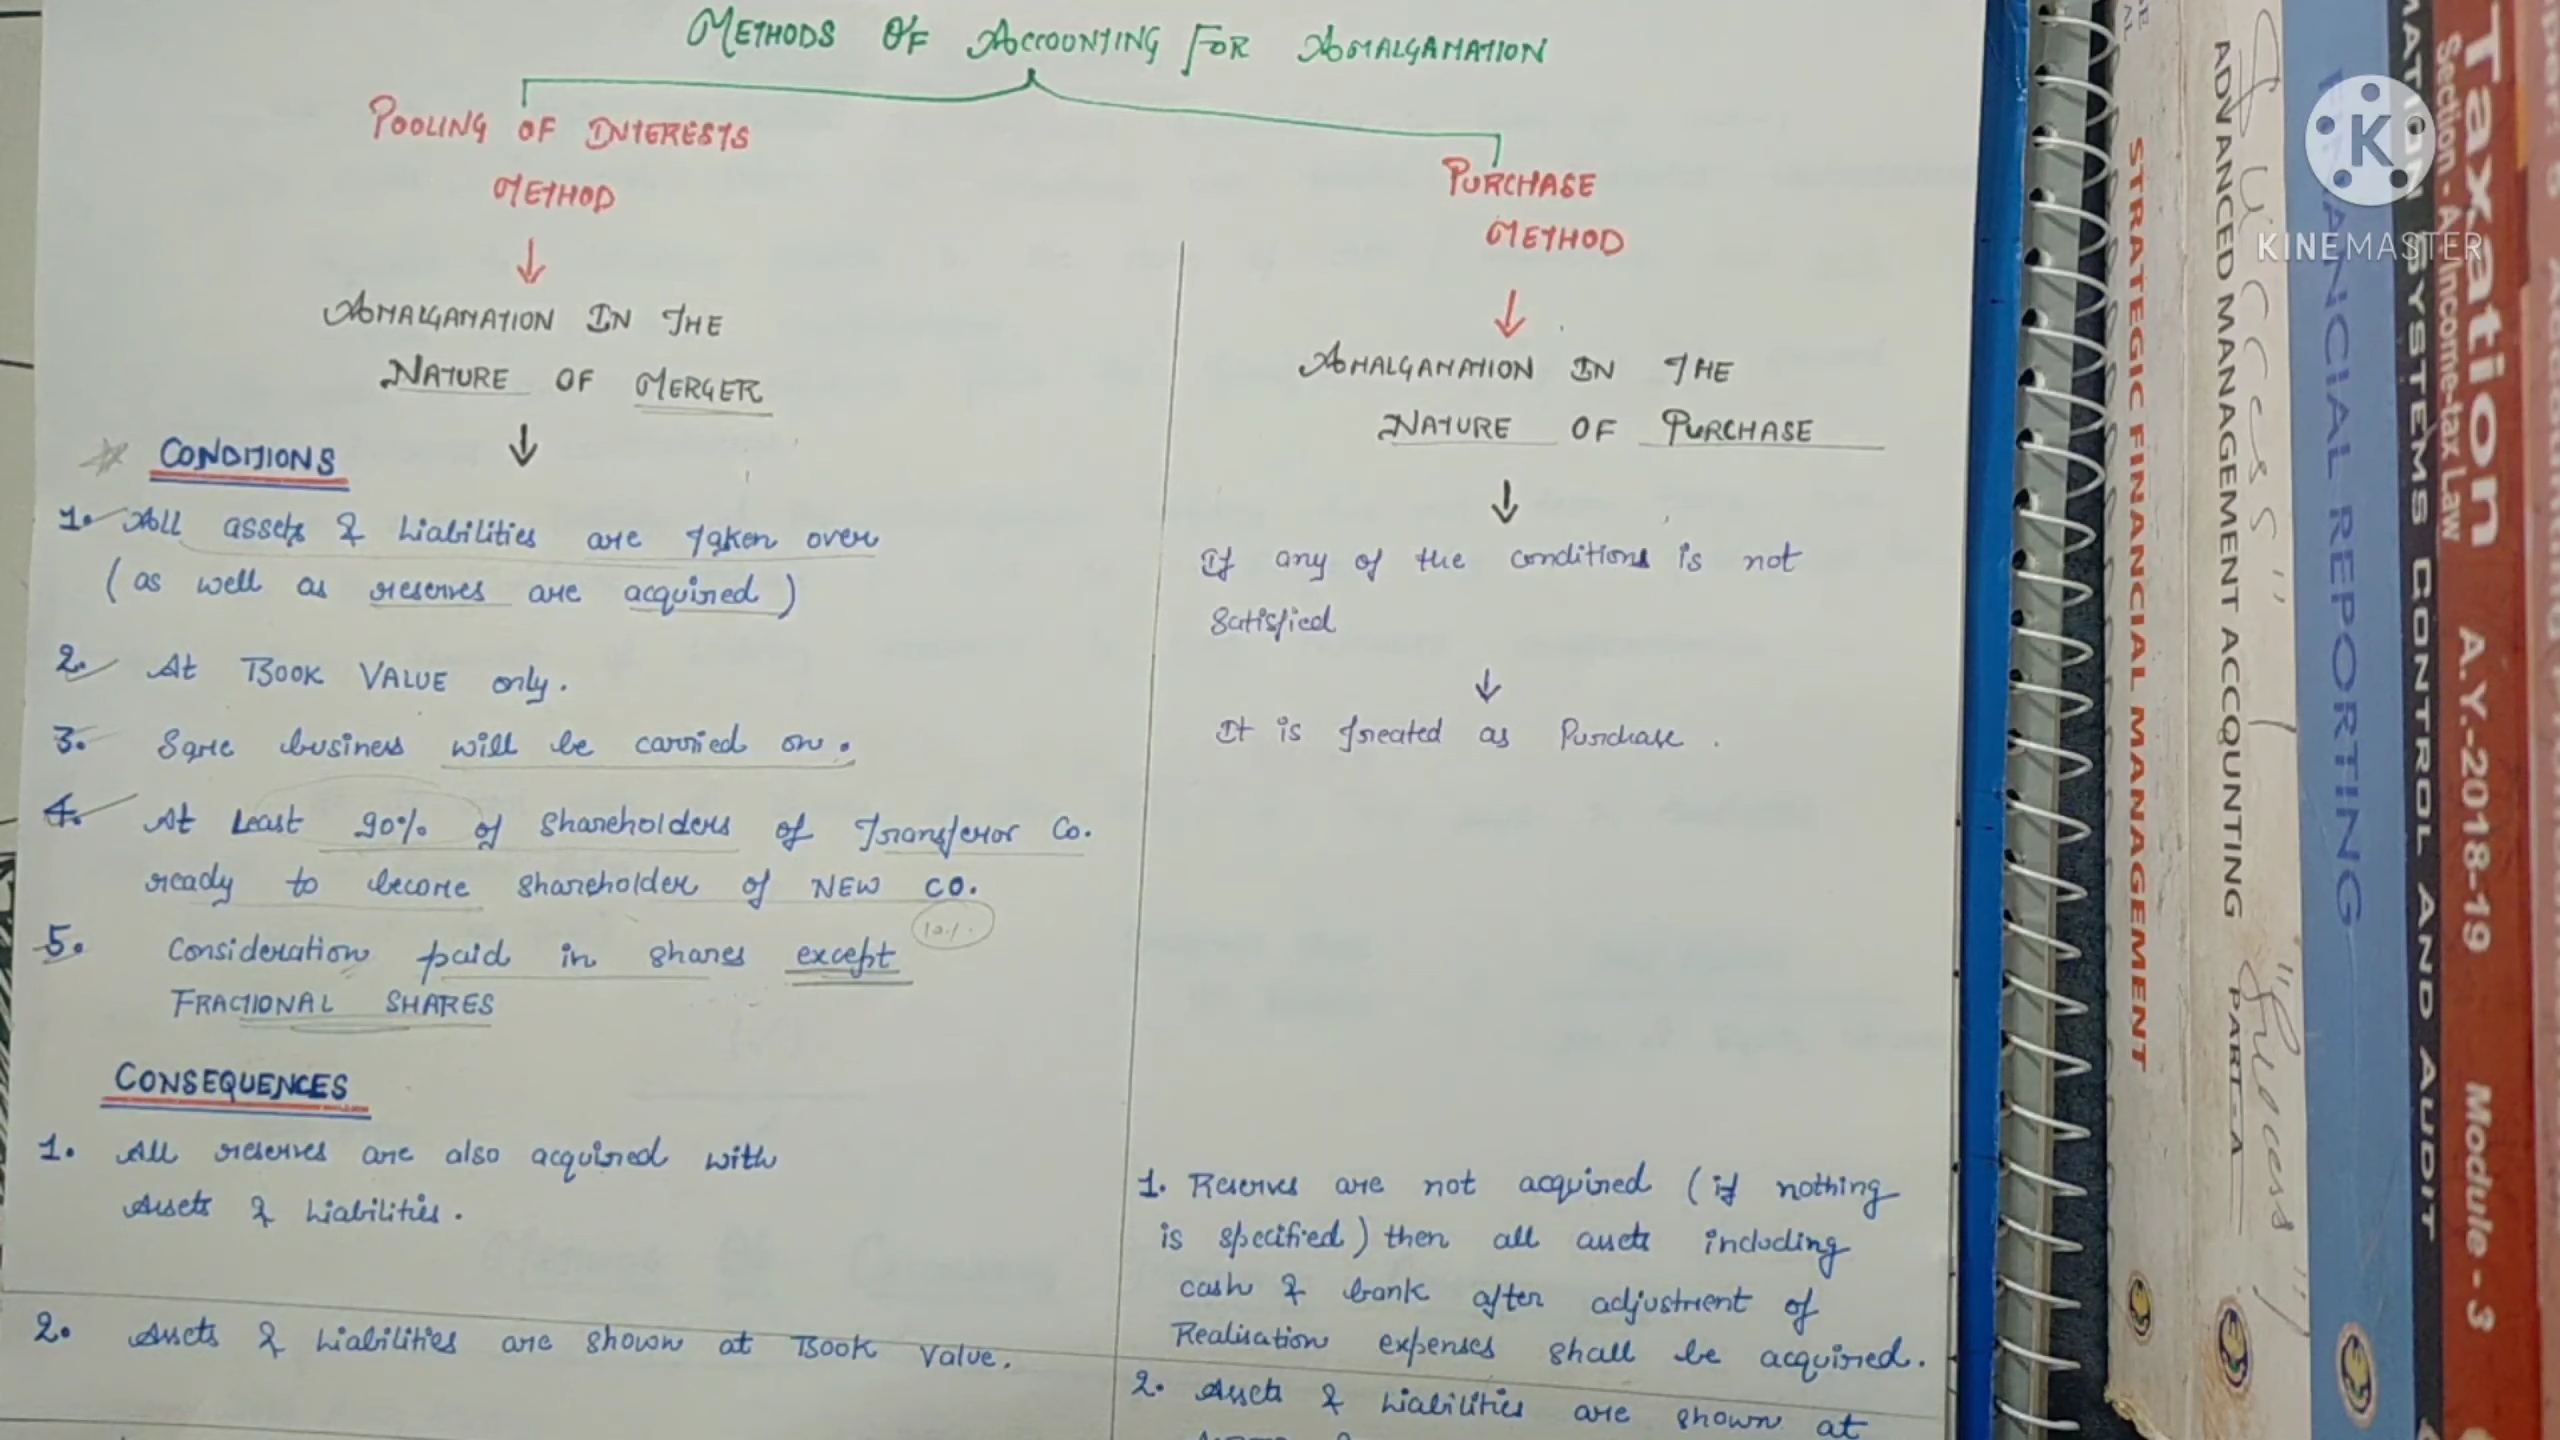 METHODS OF ACCOUNTING FOR AMALGAMATION
POOLING OF INTERESTS
METHOD
AMALGAMATION IN THE
NATURE OF MERGER
CONDITIONS
1. All assets & Liabilities are taken over
(as well as reserves are acquired)
2. At BOOK VALUE only.
3. Same business will be carried on.
4. At Least 90% of shareholders of Transferor Co.
ready to become shareholder of NEW CO.
10%
5. Consideration paid in shares except
FRACTIONAL SHARES
CONSEQUENCES
1. All reserves are also acquired with
Assets & Liabilities.
2. Assets & Liabilities are shown at Book Value.
PURCHASE
METHOD
AMALGAMATION IN THE
NATURE OF PURCHASE
If any of the conditions is not
satisfied
It is treated as Purchase.
1. Reserves are not acquired (if nothing
is specified) then all assets including
cash & bank after adjustment of
Realisation expenses shall be acquired.
2. Assets & Liabilities are shown at
STRATEGIC FINANCIAL MANAGEMENT
ADVANCED MANAGEMENT ACCOUNTING PART-A
"Success"
FINANCIAL REPORTING
SYSTEMS CONTROL AND AUDIT
Taxation
Section - A: Income-tax Law
A.Y.-2018-19
Module - 3
K
KINEMASTER